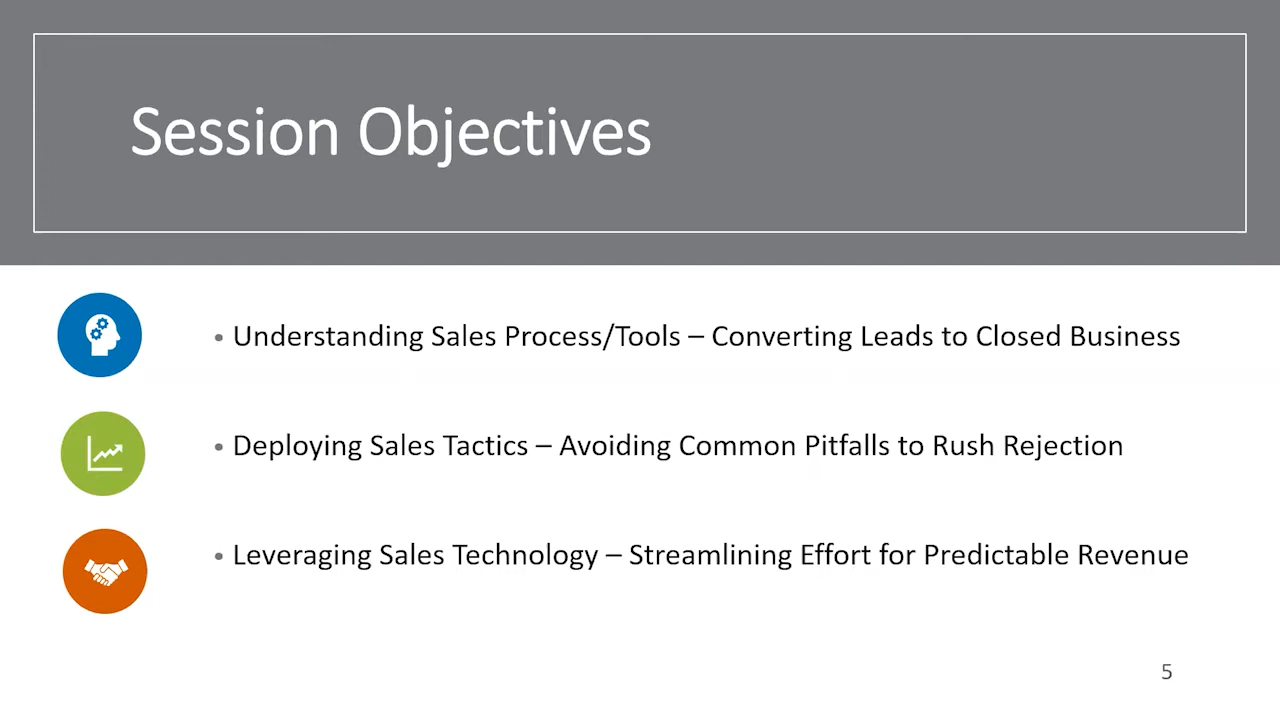 Session Objectives
• Understanding Sales Process/Tools – Converting Leads to Closed Business
• Deploying Sales Tactics – Avoiding Common Pitfalls to Rush Rejection
• Leveraging Sales Technology – Streamlining Effort for Predictable Revenue
5